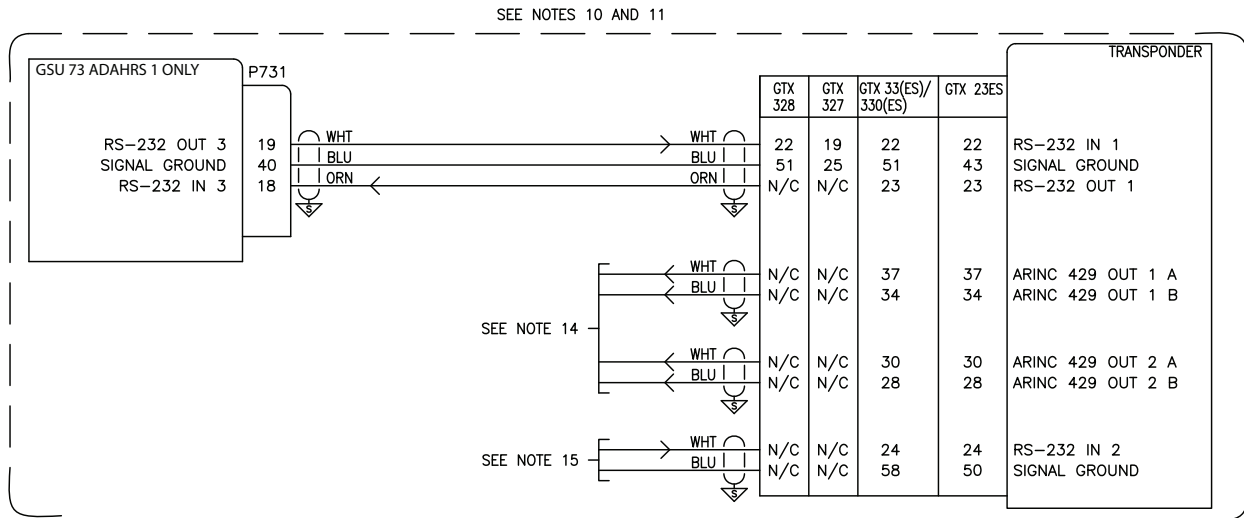 SEE NOTES 10 AND 11
TRANSPONDER
GSU 73 ADAHRS 1 ONLY
P731
GTX 328
GTX 327
GTX 33(ES)/ 330(ES)
GTX 23ES
RS-232 OUT 3 19 WHT WHT 22 19 22 22 RS-232 IN 1
SIGNAL GROUND 40 BLU BLU 51 25 51 43 SIGNAL GROUND
RS-232 IN 3 18 ORN ORN N/C N/C 23 23 RS-232 OUT 1
S S
WHT N/C N/C 37 37 ARINC 429 OUT 1 A
BLU N/C N/C 34 34 ARINC 429 OUT 1 B
S
SEE NOTE 14
WHT N/C N/C 30 30 ARINC 429 OUT 2 A
BLU N/C N/C 28 28 ARINC 429 OUT 2 B
S
WHT N/C N/C 24 24 RS-232 IN 2
SEE NOTE 15
BLU N/C N/C 58 50 SIGNAL GROUND
S